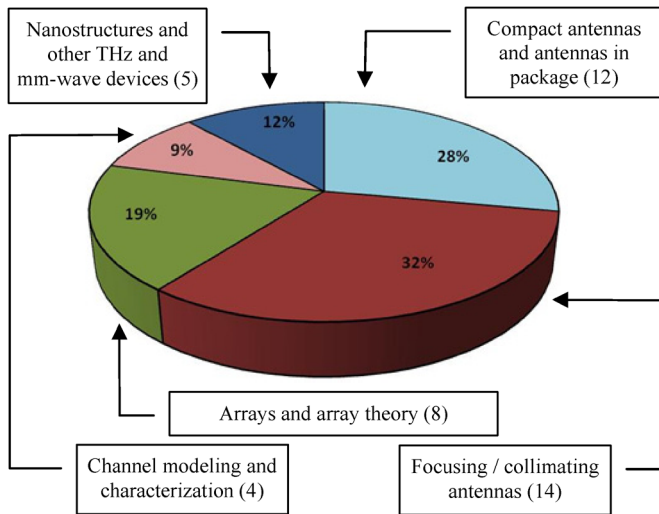 Nanostructures and
other THz and
mm-wave devices (5)
Compact antennas
and antennas in
package (12)
12%
28%
9%
19%
32%
Arrays and array theory (8)
Channel modeling and
characterization (4)
Focusing / collimating
antennas (14)